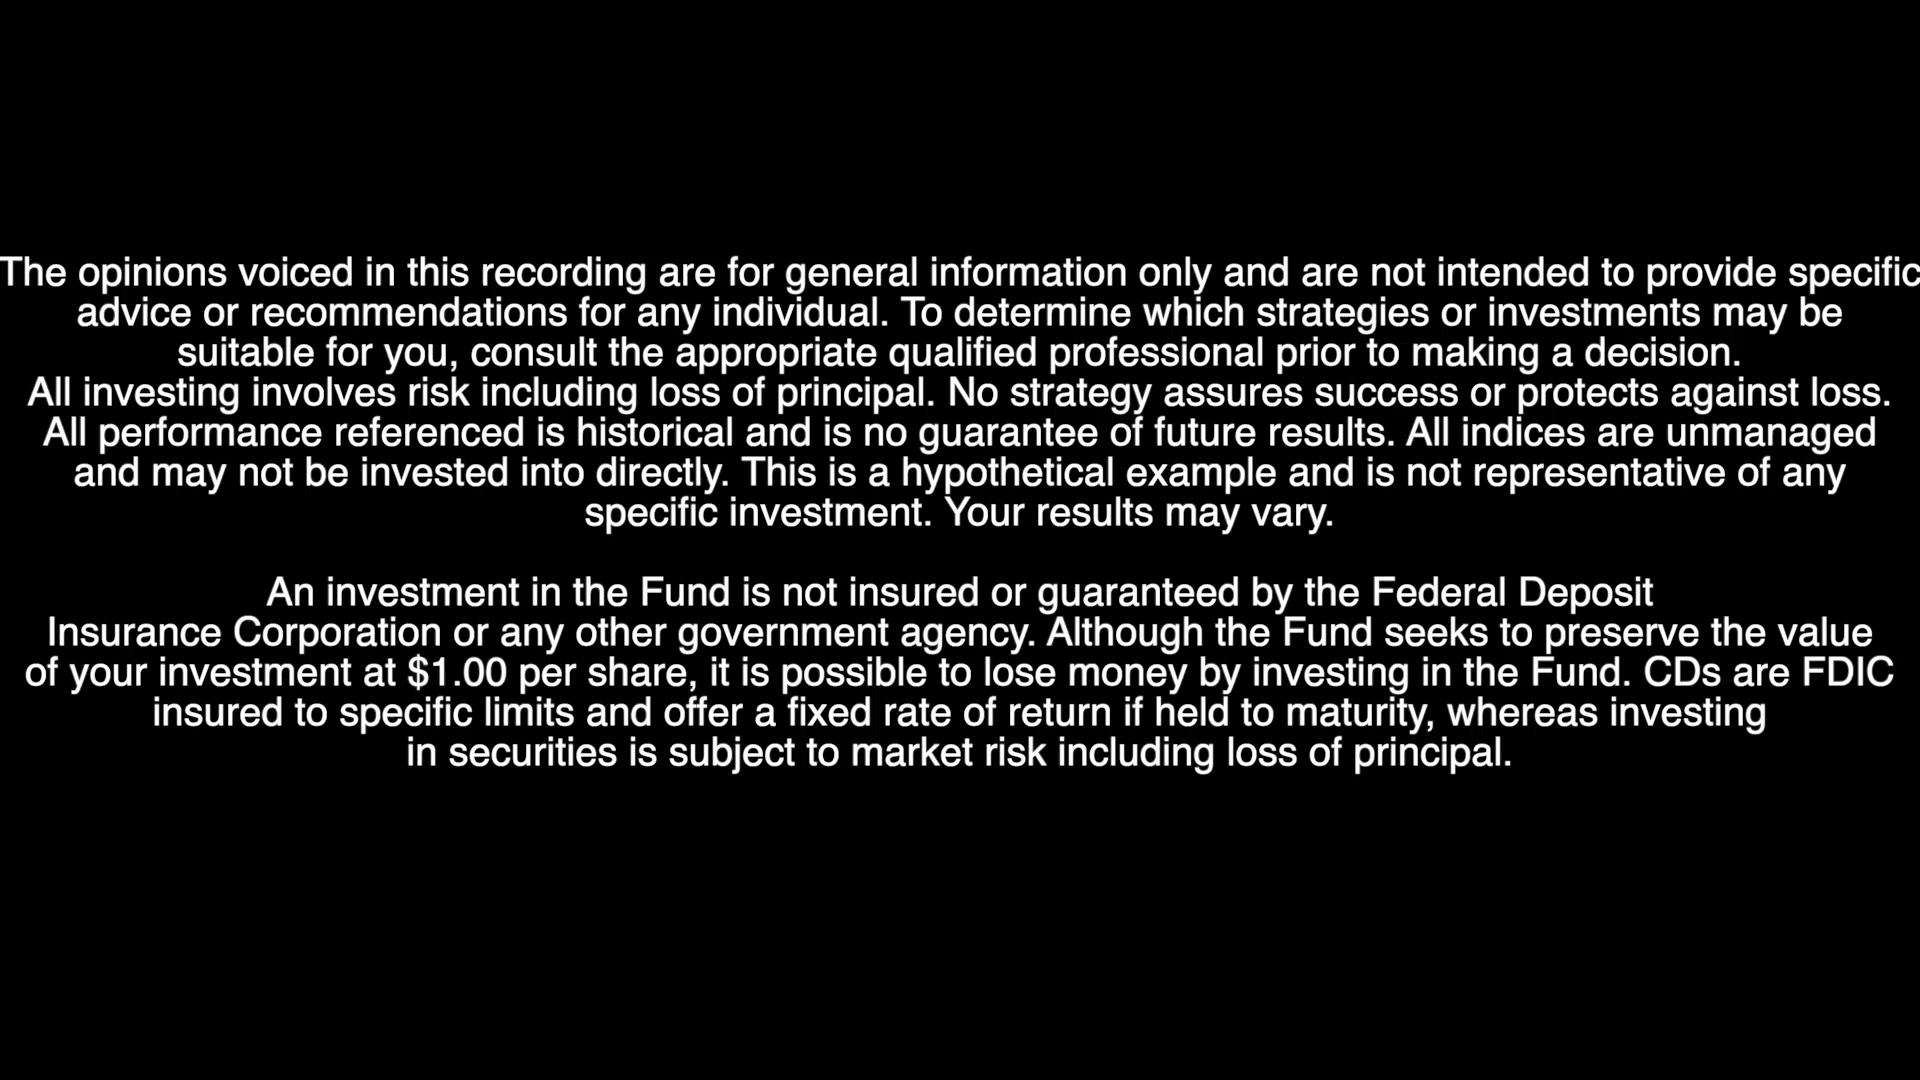 The opinions voiced in this recording are for general information only and are not intended to provide specific
advice or recommendations for any individual. To determine which strategies or investments may be
suitable for you, consult the appropriate qualified professional prior to making a decision.
All investing involves risk including loss of principal. No strategy assures success or protects against loss.
All performance referenced is historical and is no guarantee of future results. All indices are unmanaged
and may not be invested into directly. This is a hypothetical example and is not representative of any
specific investment. Your results may vary.
An investment in the Fund is not insured or guaranteed by the Federal Deposit
Insurance Corporation or any other government agency. Although the Fund seeks to preserve the value
of your investment at $1.00 per share, it is possible to lose money by investing in the Fund. CDs are FDIC
insured to specific limits and offer a fixed rate of return if held to maturity, whereas investing
in securities is subject to market risk including loss of principal.